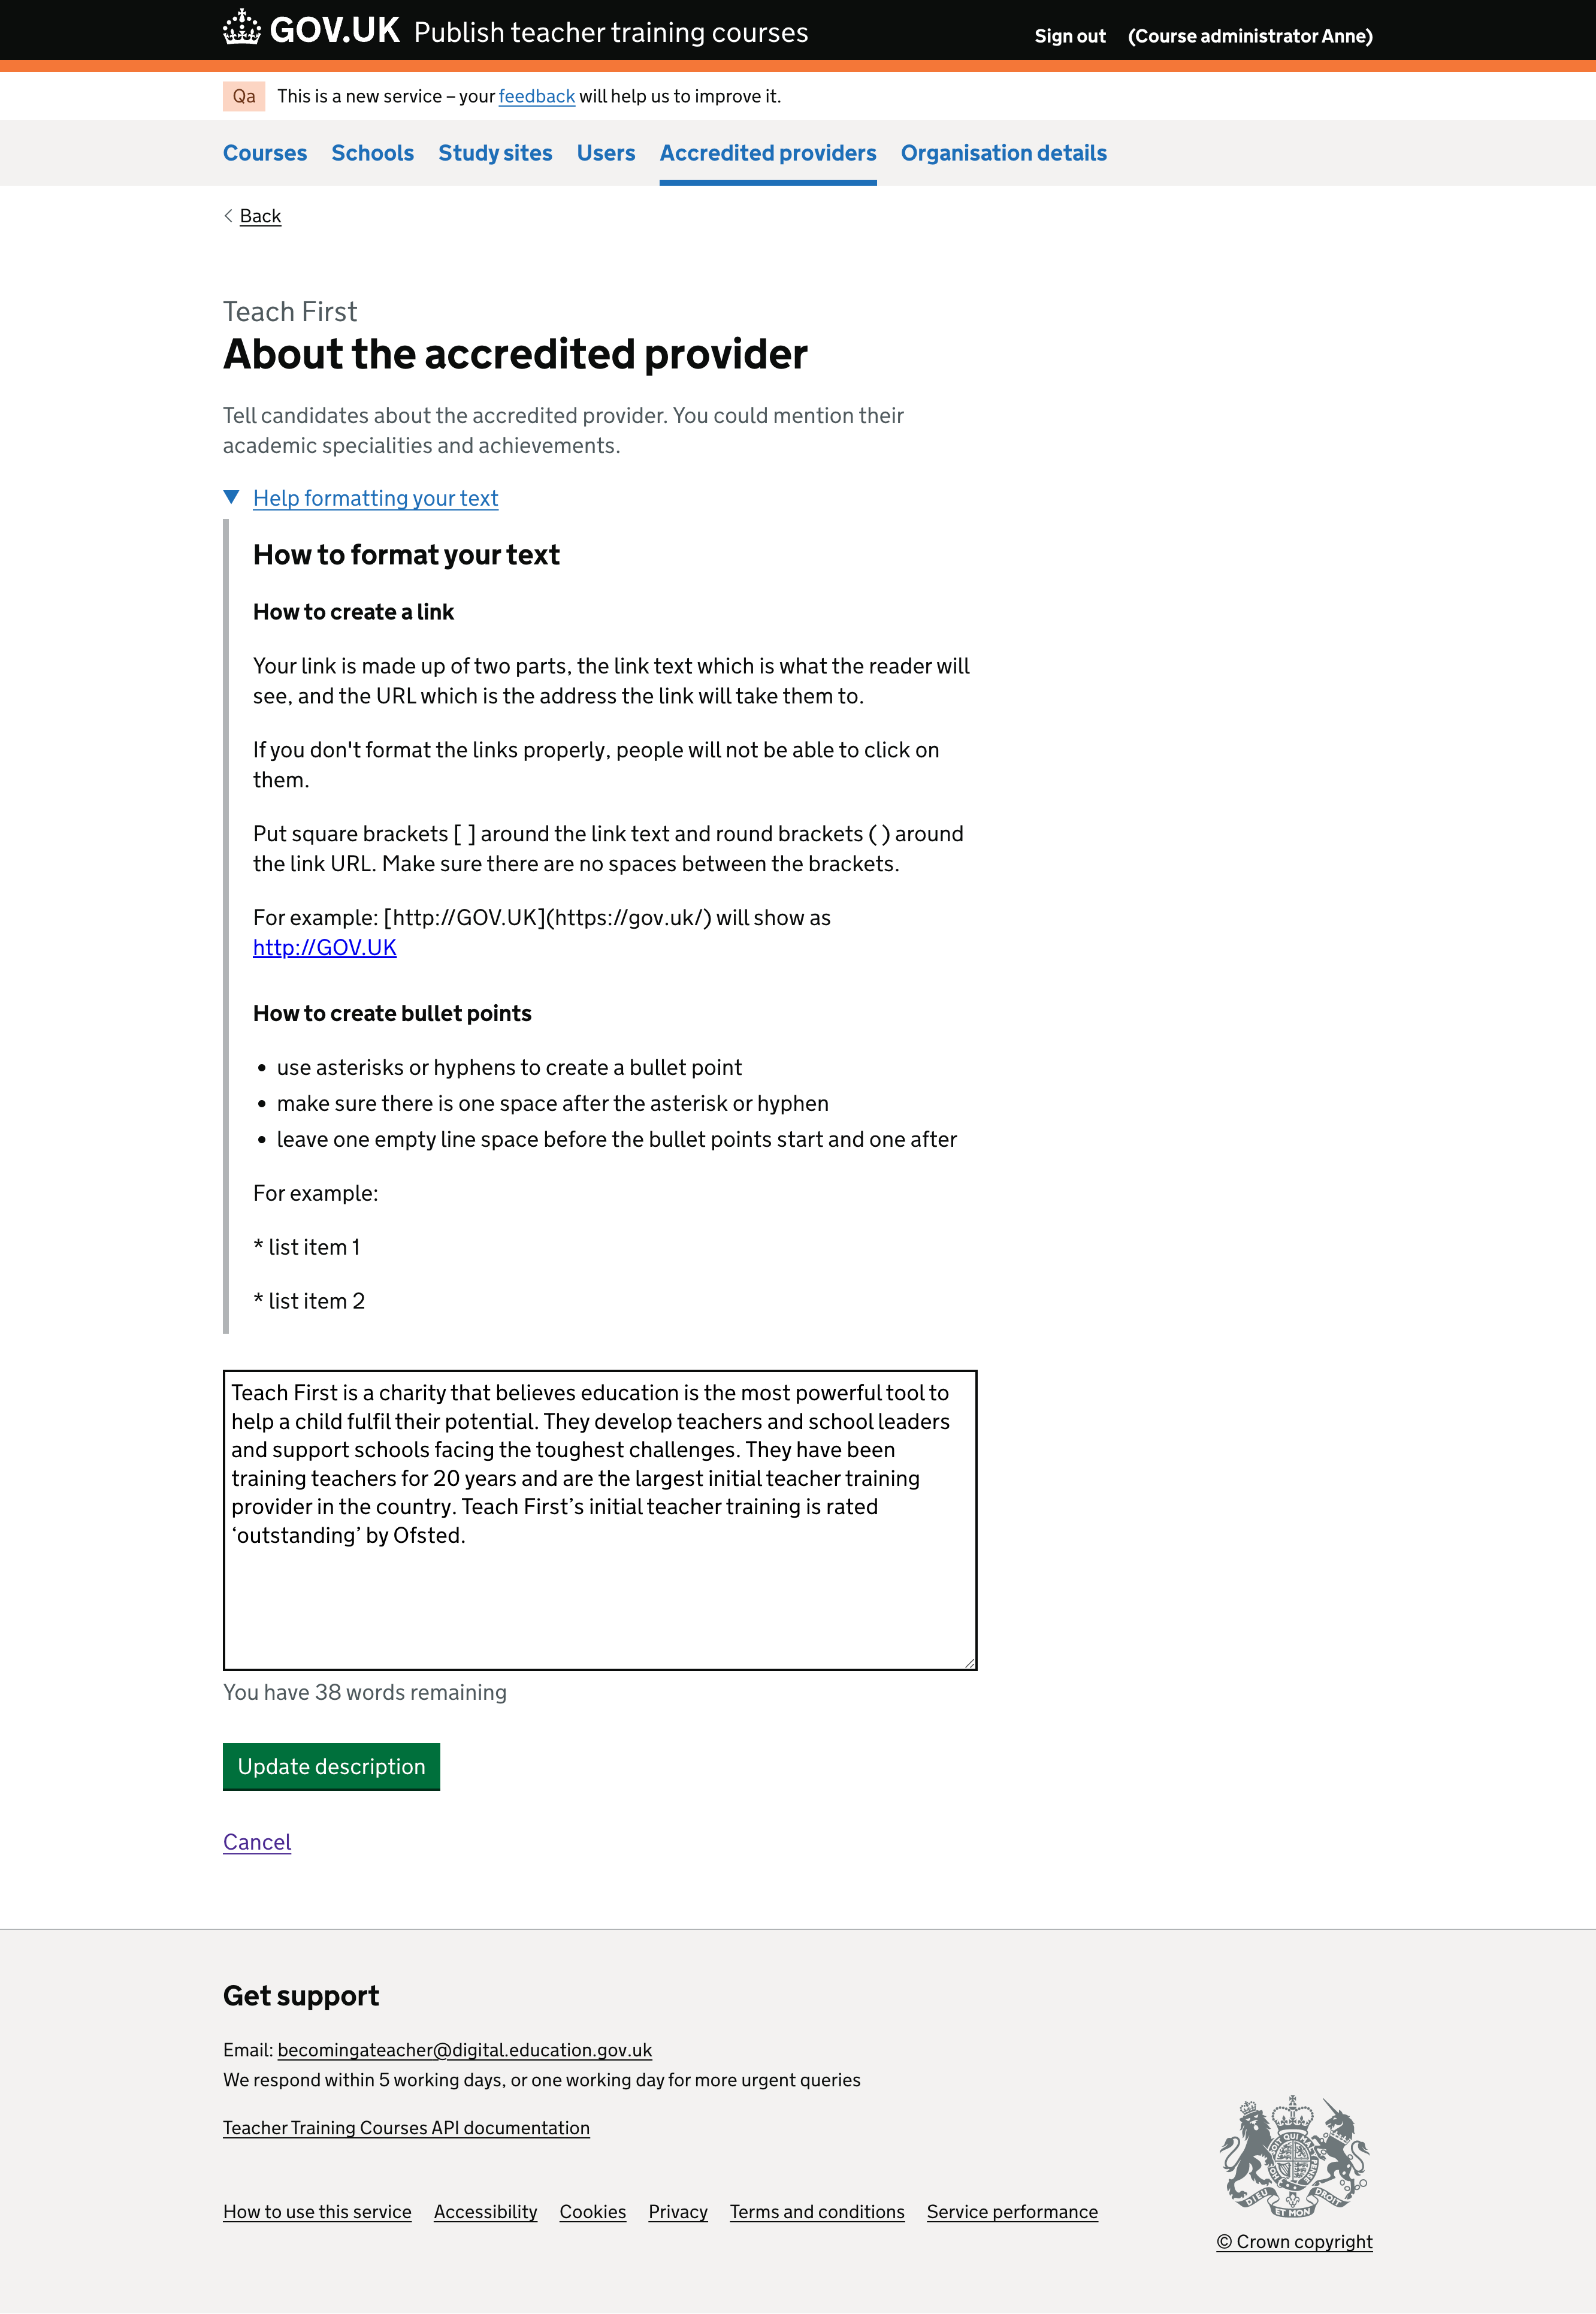 GOV.UK Publish teacher training courses
Sign out (Course administrator Anne)
Qa This is a new service – your feedback will help us to improve it.
Courses Schools Study sites Users Accredited providers Organisation details
Back
Teach First
About the accredited provider
Tell candidates about the accredited provider. You could mention their
academic specialities and achievements.
Help formatting your text
How to format your text
How to create a link
Your link is made up of two parts, the link text which is what the reader will
see, and the URL which is the address the link will take them to.
If you don't format the links properly, people will not be able to click on
them.
Put square brackets [ ] around the link text and round brackets ( ) around
the link URL. Make sure there are no spaces between the brackets.
For example: [http://GOV.UK](https://gov.uk/) will show as
http://GOV.UK
How to create bullet points
• use asterisks or hyphens to create a bullet point
• make sure there is one space after the asterisk or hyphen
• leave one empty line space before the bullet points start and one after
For example:
* list item 1
* list item 2
Teach First is a charity that believes education is the most powerful tool to
help a child fulfil their potential. They develop teachers and school leaders
and support schools facing the toughest challenges. They have been
training teachers for 20 years and are the largest initial teacher training
provider in the country. Teach First’s initial teacher training is rated
‘outstanding’ by Ofsted.
You have 38 words remaining
Update description
Cancel
Get support
Email: becomingateacher@digital.education.gov.uk
We respond within 5 working days, or one working day for more urgent queries
Teacher Training Courses API documentation
How to use this service Accessibility Cookies Privacy Terms and conditions Service performance
DIEU ET MON DROIT
© Crown copyright